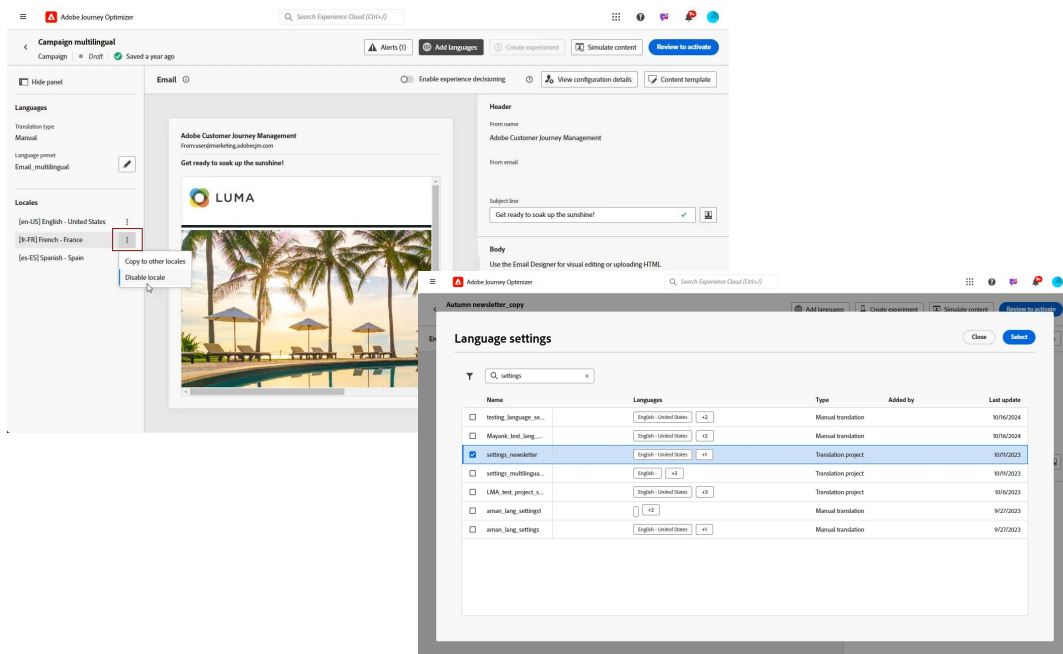 Adobe Journey Optimizer
Search Experience Cloud (Ctrl+/)
9+
Campaign multilingual
Campaign Draft Saved a year ago
Alerts (1)
Add languages
Create experiment
Simulate content
Review to activate
Hide panel
Email
Enable experience decisioning
View configuration details
Content template
Languages
Translation type
Manual
Language preset
Email_multilingual
Locales
[en-US] English - United States
[fr-FR] French - France
[es-ES] Spanish - Spain
Copy to other locales
Disable locale
Adobe Customer Journey Management
From:user@marketing.adobecjm.com
Get ready to soak up the sunshine!
LUMA
Header
From name
Adobe Customer Journey Management
From email
Subject line
Get ready to soak up the sunshine!
Body
Use the Email Designer for visual editing or uploading HTML
Adobe Journey Optimizer
Search Experience Cloud (Ctrl+/)
9+
Autumn newsletter_copy
Add languages
Create experiment
Simulate content
Review to activate
Language settings
Close
Select
settings
Name Languages Type Added by Last update
testing_language_se... English - United States +2 Manual translation 10/16/2024
Mayank_test_lang_... English - United States +2 Manual translation 10/16/2024
settings_newsletter English - United States +1 Translation project 10/11/2023
settings_multilingua... English - +3 Translation project 10/11/2023
LMA_test_project_s... English - United States +3 Translation project 10/6/2023
aman_lang_settings1 +2 Manual translation 9/27/2023
aman_lang_settings English - United States +1 Manual translation 9/27/2023